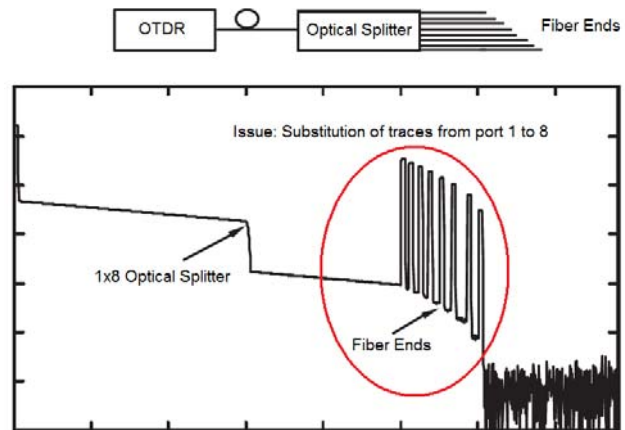 OTDR
Optical Splitter
Fiber Ends
Issue: Substitution of traces from port 1 to 8
1x8 Optical Splitter
Fiber Ends